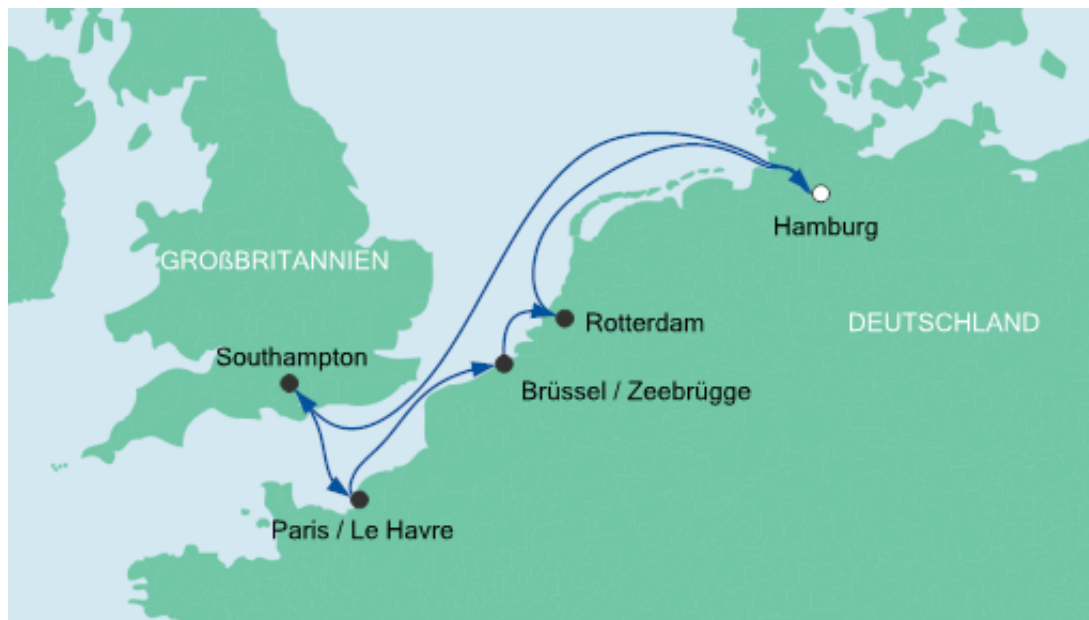 Hamburg
GROßBRITANNIEN
Rotterdam
DEUTSCHLAND
Southampton
Brüssel / Zeebrügge
Paris / Le Havre